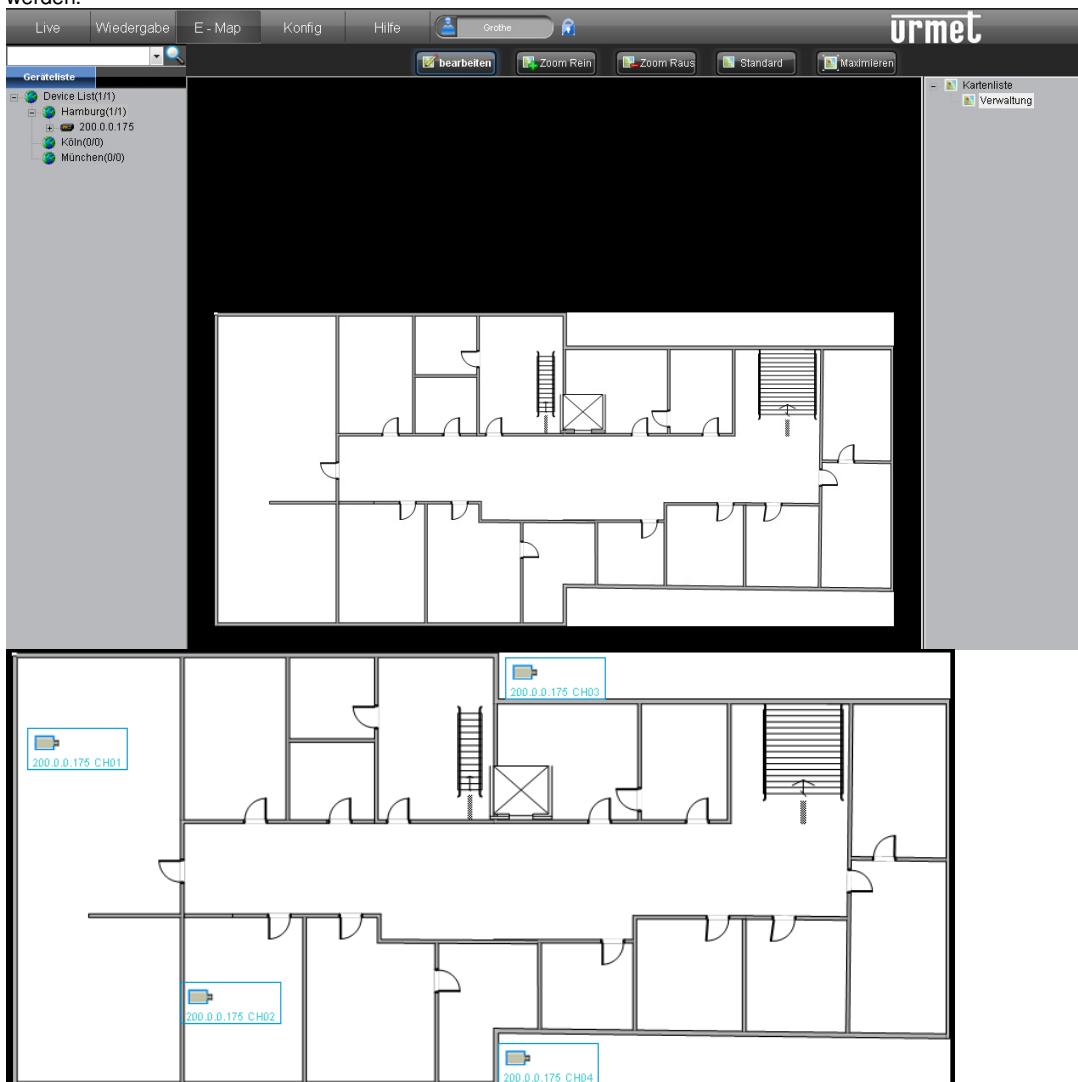 werden.
Live Wiedergabe E - Map Konfig Hilfe Grothe urmet
bearbeiten Zoom Rein Zoom Raus Standard Maximieren
Geräteliste
Device List(1/1)
Hamburg(1/1)
200.0.0.175
Köln(0/0)
München(0/0)
Kartenliste
Verwaltung
200.0.0.175 CH03
200.0.0.175 CH01
200.0.0.175 CH02
200.0.0.175 CH04